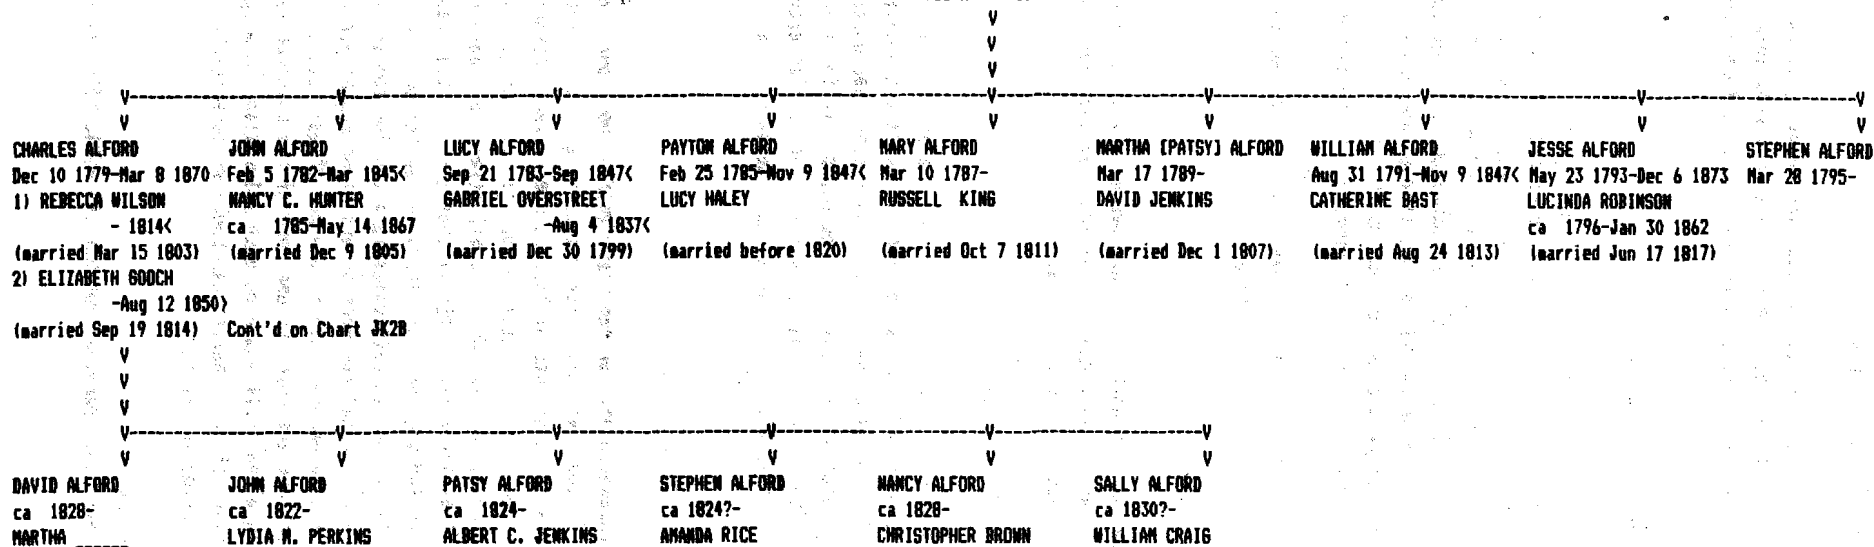 V
V
V
V--------------------V--------------------V--------------------V--------------------V--------------------V--------------------V--------------------V--------------------V
V V V V V V V V V
CHARLES ALFORD JOHN ALFORD LUCY ALFORD PAYTON ALFORD MARY ALFORD MARTHA [PATSY] ALFORD WILLIAM ALFORD JESSE ALFORD STEPHEN ALFORD
Dec 10 1779-Mar 8 1870 Feb 5 1782-Mar 1845< Sep 21 1783-Sep 1847< Feb 25 1785-Nov 9 1847< Mar 10 1787- Mar 17 1789- Aug 31 1791-Nov 9 1847< May 23 1793-Dec 6 1873 Mar 28 1795-
1) REBECCA WILSON NANCY C. HUNTER GABRIEL OVERSTREET LUCY HALEY RUSSELL KING DAVID JENKINS CATHERINE BAST LUCINDA ROBINSON
- 1814< ca 1785-May 14 1867 -Aug 4 1837< ca 1796-Jan 30 1862
(married Mar 15 1803) (married Dec 9 1805) (married Dec 30 1799) (married before 1820) (married Oct 7 1811) (married Dec 1 1807) (married Aug 24 1813) (married Jun 17 1817)
2) ELIZABETH GOOCH
-Aug 12 1850>
(married Sep 19 1814) Cont'd on Chart JK2B
V
V
V
V--------------------V--------------------V--------------------V--------------------V--------------------V
V V V V V V
DAVID ALFORD JOHN ALFORD PATSY ALFORD STEPHEN ALFORD NANCY ALFORD SALLY ALFORD
ca 1828- ca 1822- ca 1824- ca 1824?- ca 1828- ca 1830?-
MARTHA ______ LYDIA M. PERKINS ALBERT C. JENKINS AMANDA RICE CHRISTOPHER BROWN WILLIAM CRAIG